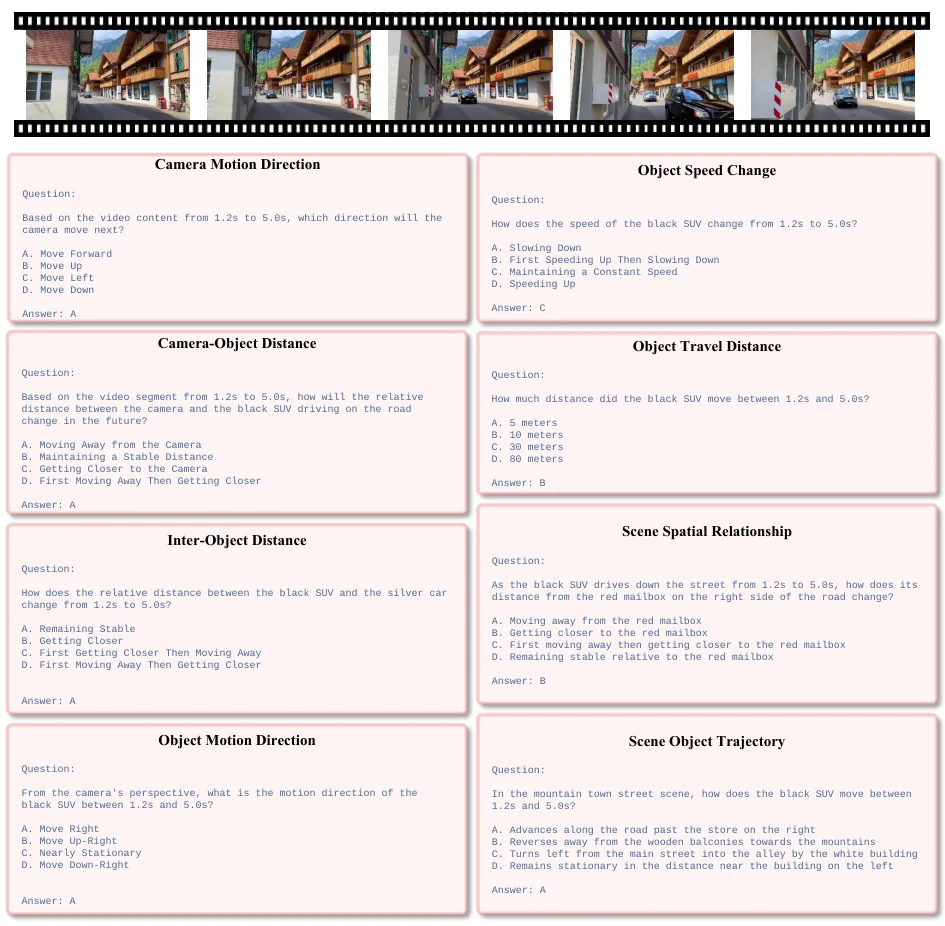 Camera Motion Direction
Question:
Based on the video content from 1.2s to 5.0s, which direction will the
camera move next?
A. Move Forward
B. Move Up
C. Move Left
D. Move Down
Answer: A
Camera-Object Distance
Question:
Based on the video segment from 1.2s to 5.0s, how will the relative
distance between the camera and the black SUV driving on the road
change in the future?
A. Moving Away from the Camera
B. Maintaining a Stable Distance
C. Getting Closer to the Camera
D. First Moving Away Then Getting Closer
Answer: A
Inter-Object Distance
Question:
How does the relative distance between the black SUV and the silver car
change from 1.2s to 5.0s?
A. Remaining Stable
B. Getting Closer
C. First Getting Closer Then Moving Away
D. First Moving Away Then Getting Closer
Answer: A
Object Motion Direction
Question:
From the camera's perspective, what is the motion direction of the
black SUV between 1.2s and 5.0s?
A. Move Right
B. Move Up-Right
C. Nearly Stationary
D. Move Down-Right
Answer: A
Object Speed Change
Question:
How does the speed of the black SUV change from 1.2s to 5.0s?
A. Slowing Down
B. First Speeding Up Then Slowing Down
C. Maintaining a Constant Speed
D. Speeding Up
Answer: C
Object Travel Distance
Question:
How much distance did the black SUV move between 1.2s and 5.0s?
A. 5 meters
B. 10 meters
C. 30 meters
D. 80 meters
Answer: B
Scene Spatial Relationship
Question:
As the black SUV drives down the street from 1.2s to 5.0s, how does its
distance from the red mailbox on the right side of the road change?
A. Moving away from the red mailbox
B. Getting closer to the red mailbox
C. First moving away then getting closer to the red mailbox
D. Remaining stable relative to the red mailbox
Answer: B
Scene Object Trajectory
Question:
In the mountain town street scene, how does the black SUV move between
1.2s and 5.0s?
A. Advances along the road past the store on the right
B. Reverses away from the wooden balconies towards the mountains
C. Turns left from the main street into the alley by the white building
D. Remains stationary in the distance near the building on the left
Answer: A